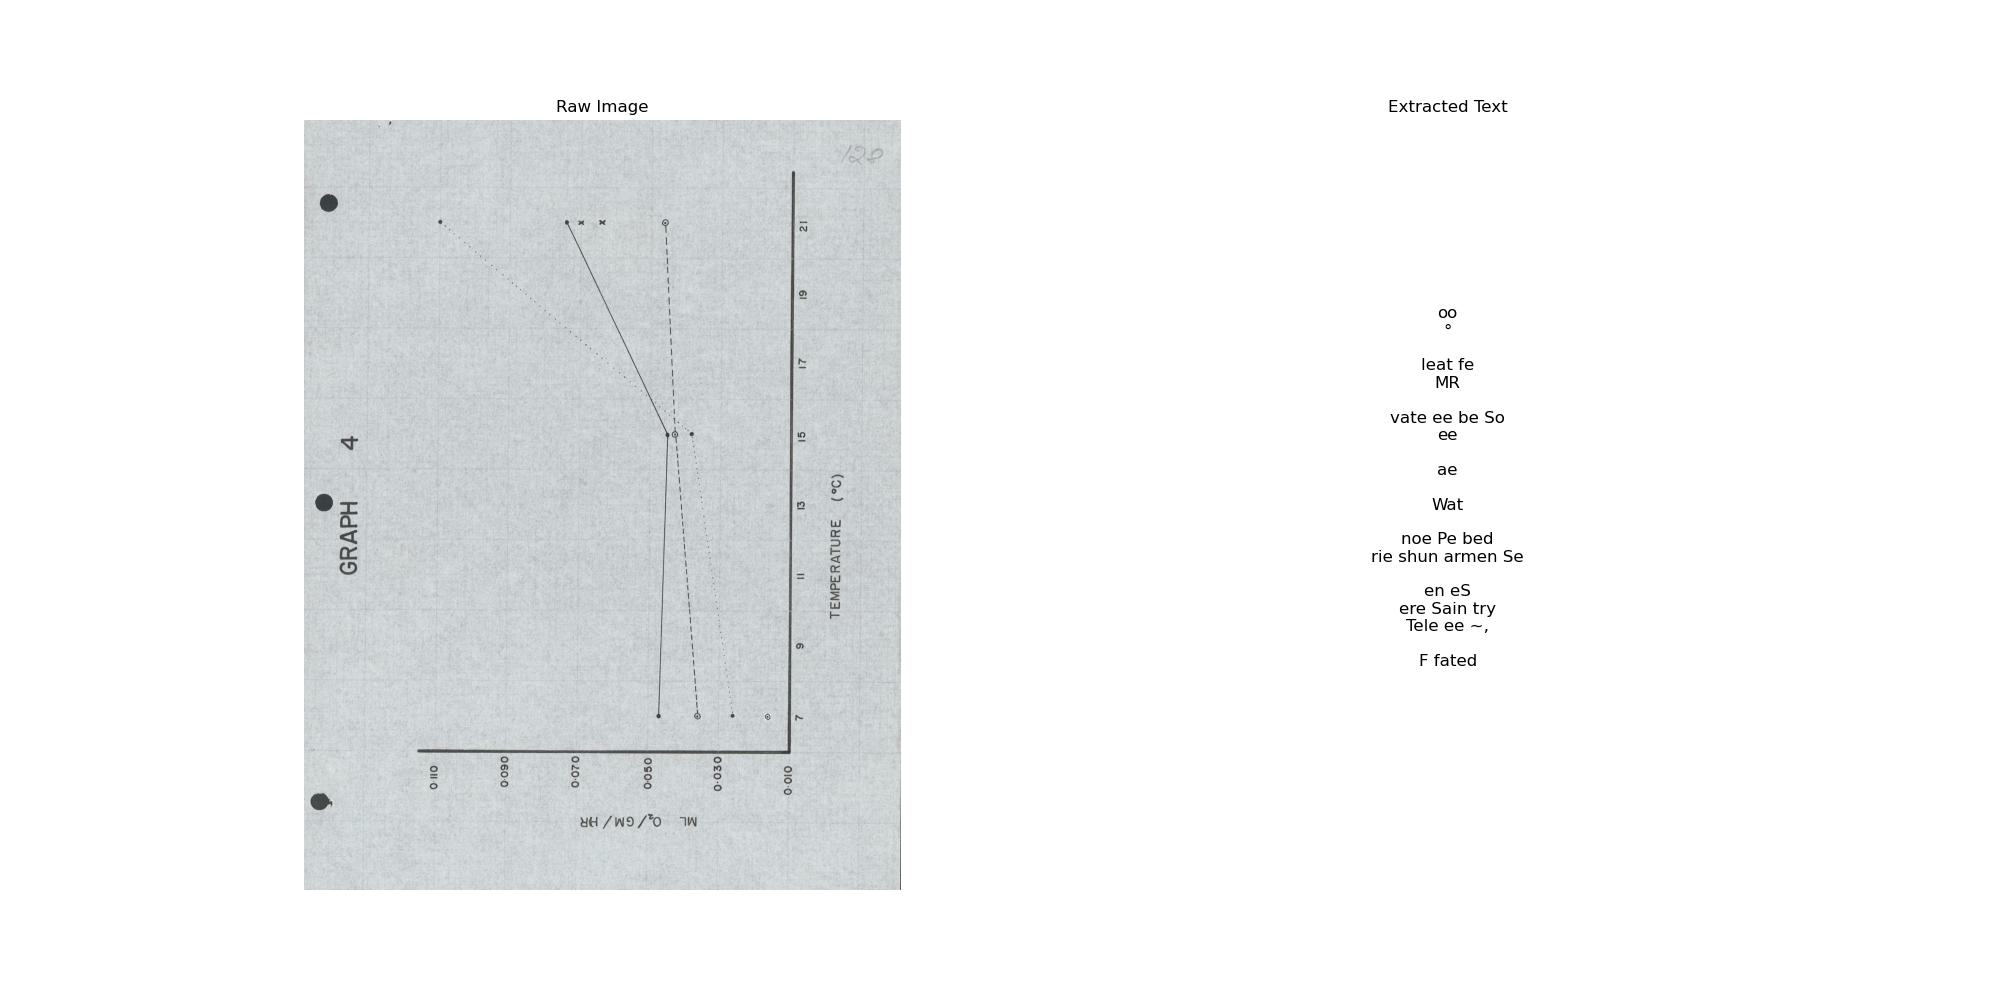 Raw Image
Extracted Text
128
GRAPH 4
0·110
0·090
0·070
0·050
0·030
0·010
ML O₂/GM/HR
7
9
11
13
15
17
19
21
TEMPERATURE (°C)
oo
°
leat fe
MR
vate ee be So
ee
ae
Wat
noe Pe bed
rie shun armen Se
en eS
ere Sain try
Tele ee ~,
F fated